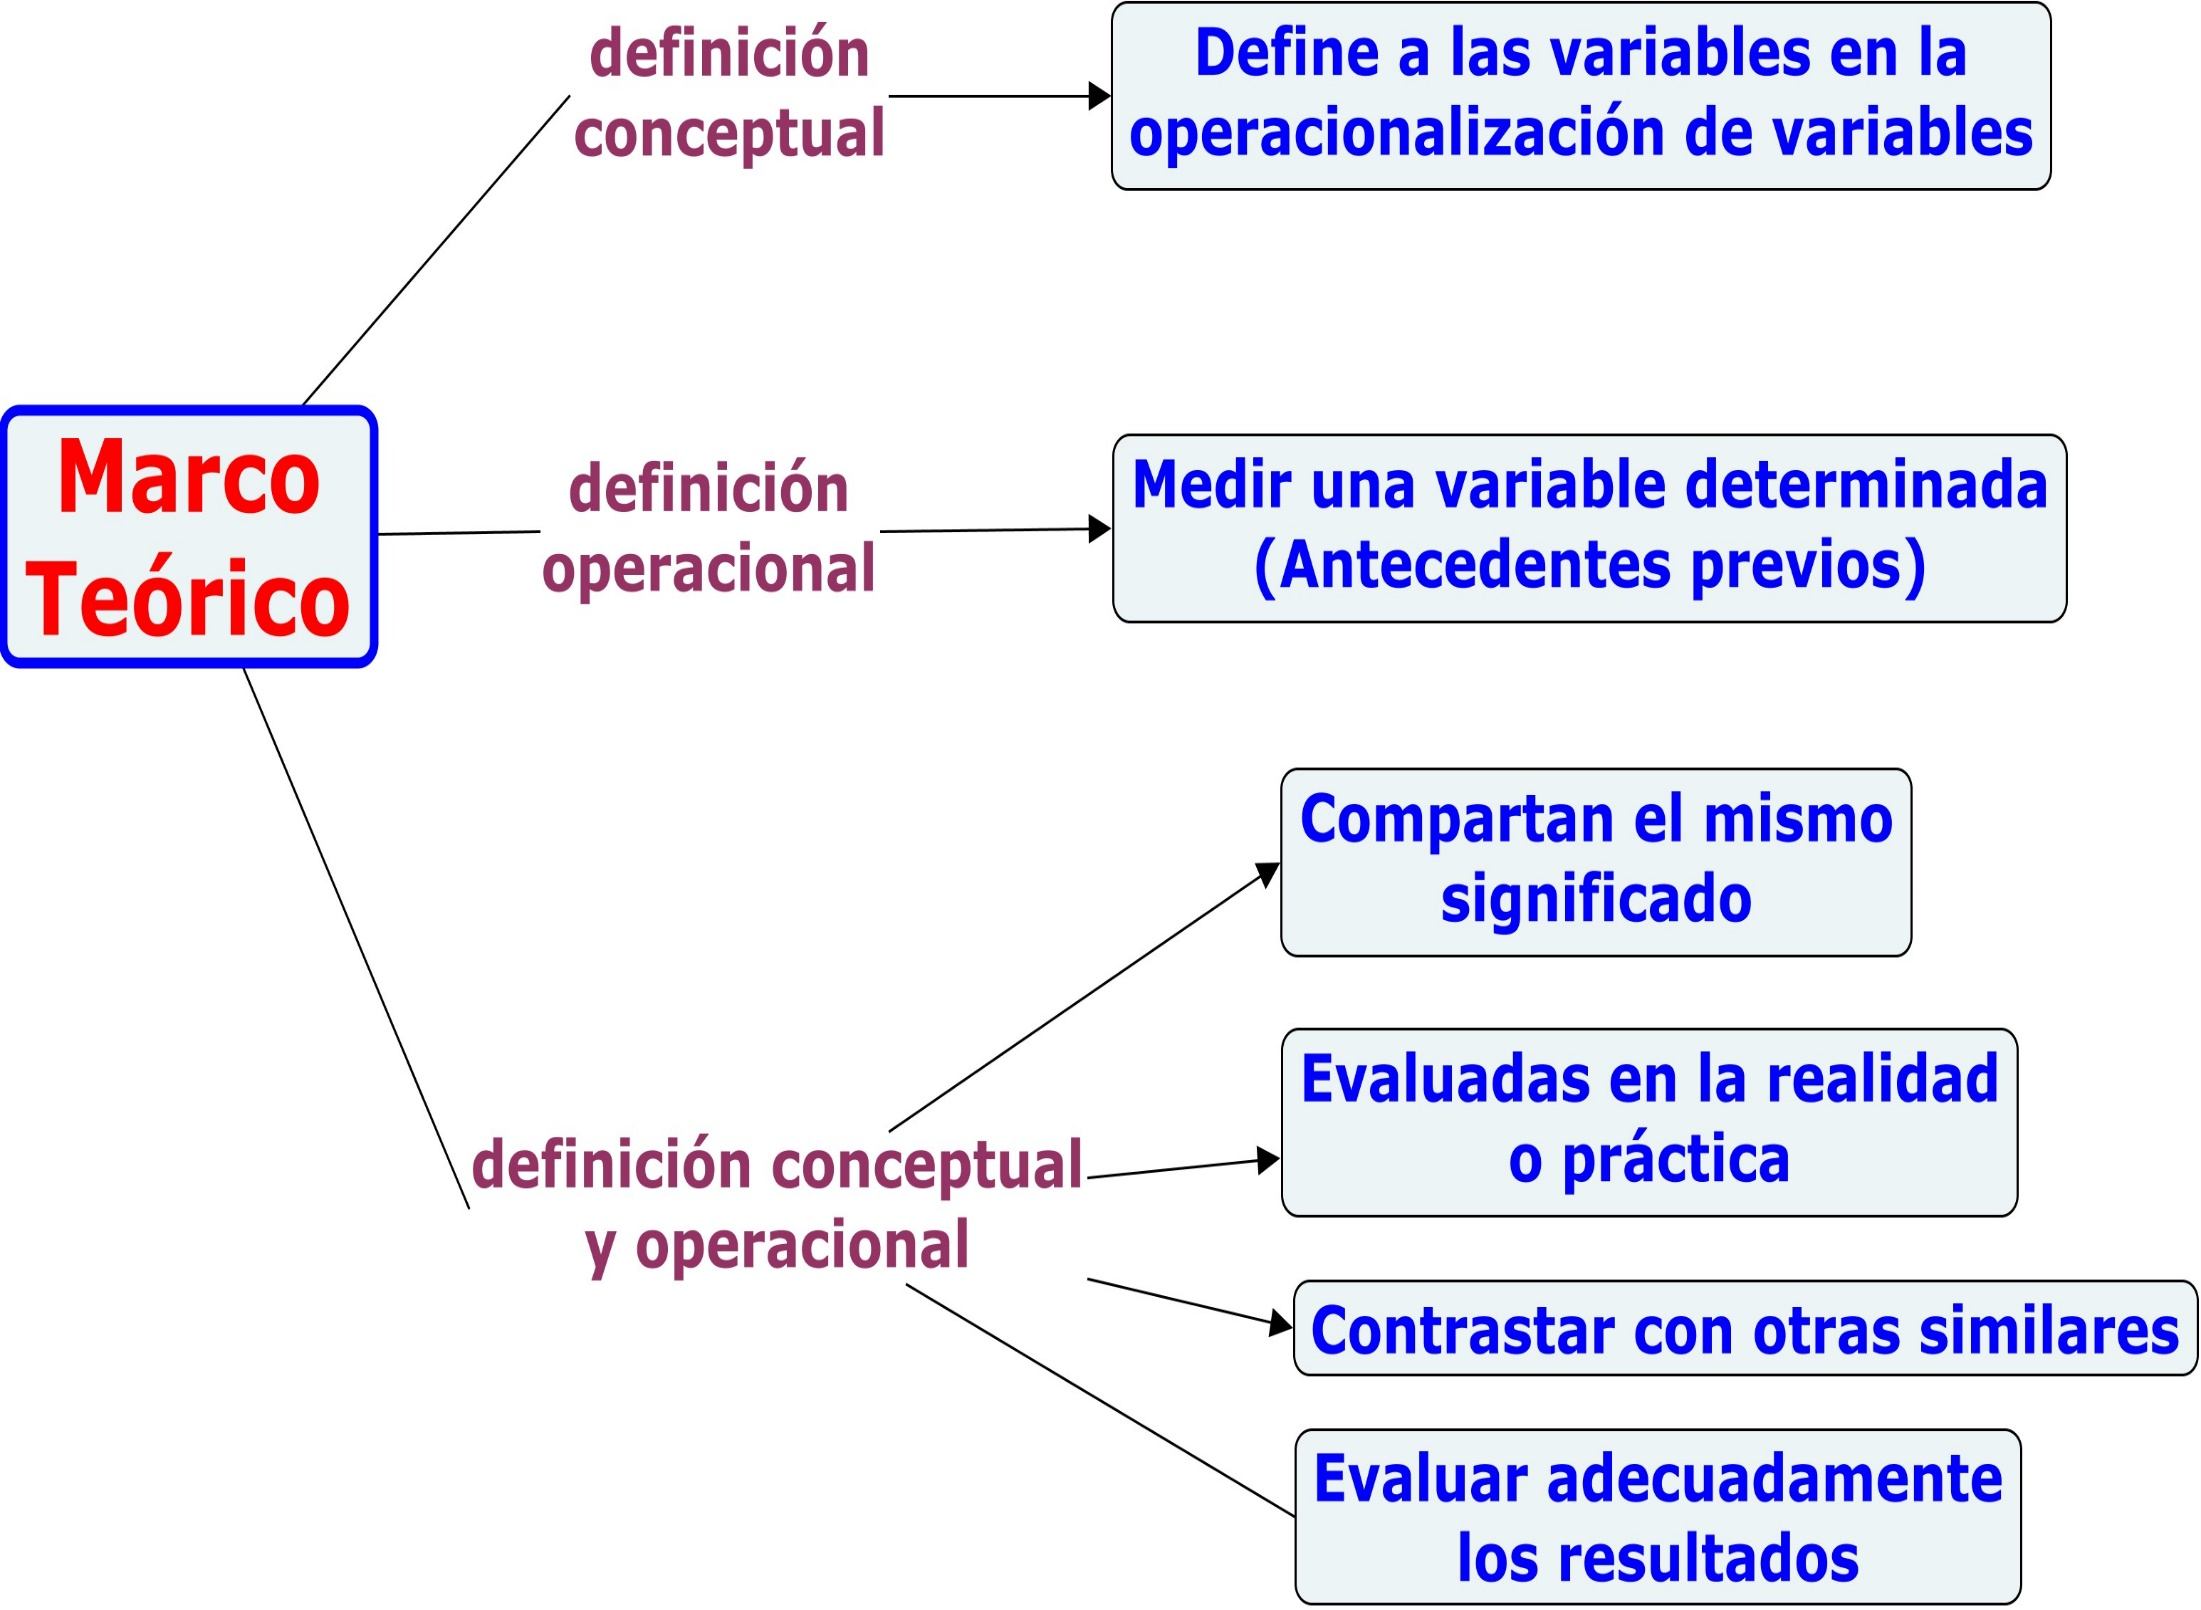 definición
conceptual
Define a las variables en la
operacionalización de variables
Marco
Teórico
definición
operacional
Medir una variable determinada
(Antecedentes previos)
definición conceptual
y operacional
Compartan el mismo
significado
Evaluadas en la realidad
o práctica
Contrastar con otras similares
Evaluar adecuadamente
los resultados